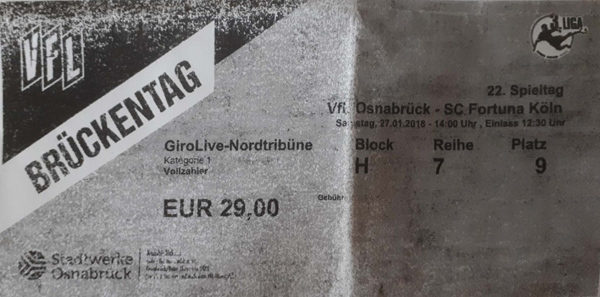 VfL
BRÜCKENTAG
3. LIGA
22. Spieltag
VfL Osnabrück - SC Fortuna Köln
Samstag, 27.01.2018 - 14:00 Uhr , Einlass 12:30 Uhr
GiroLive-Nordtribüne
Kategorie 1
Vollzahler
Block Reihe Platz
H 7 9
Gebühr
EUR 29,00
Stadtwerke
Osnabrück